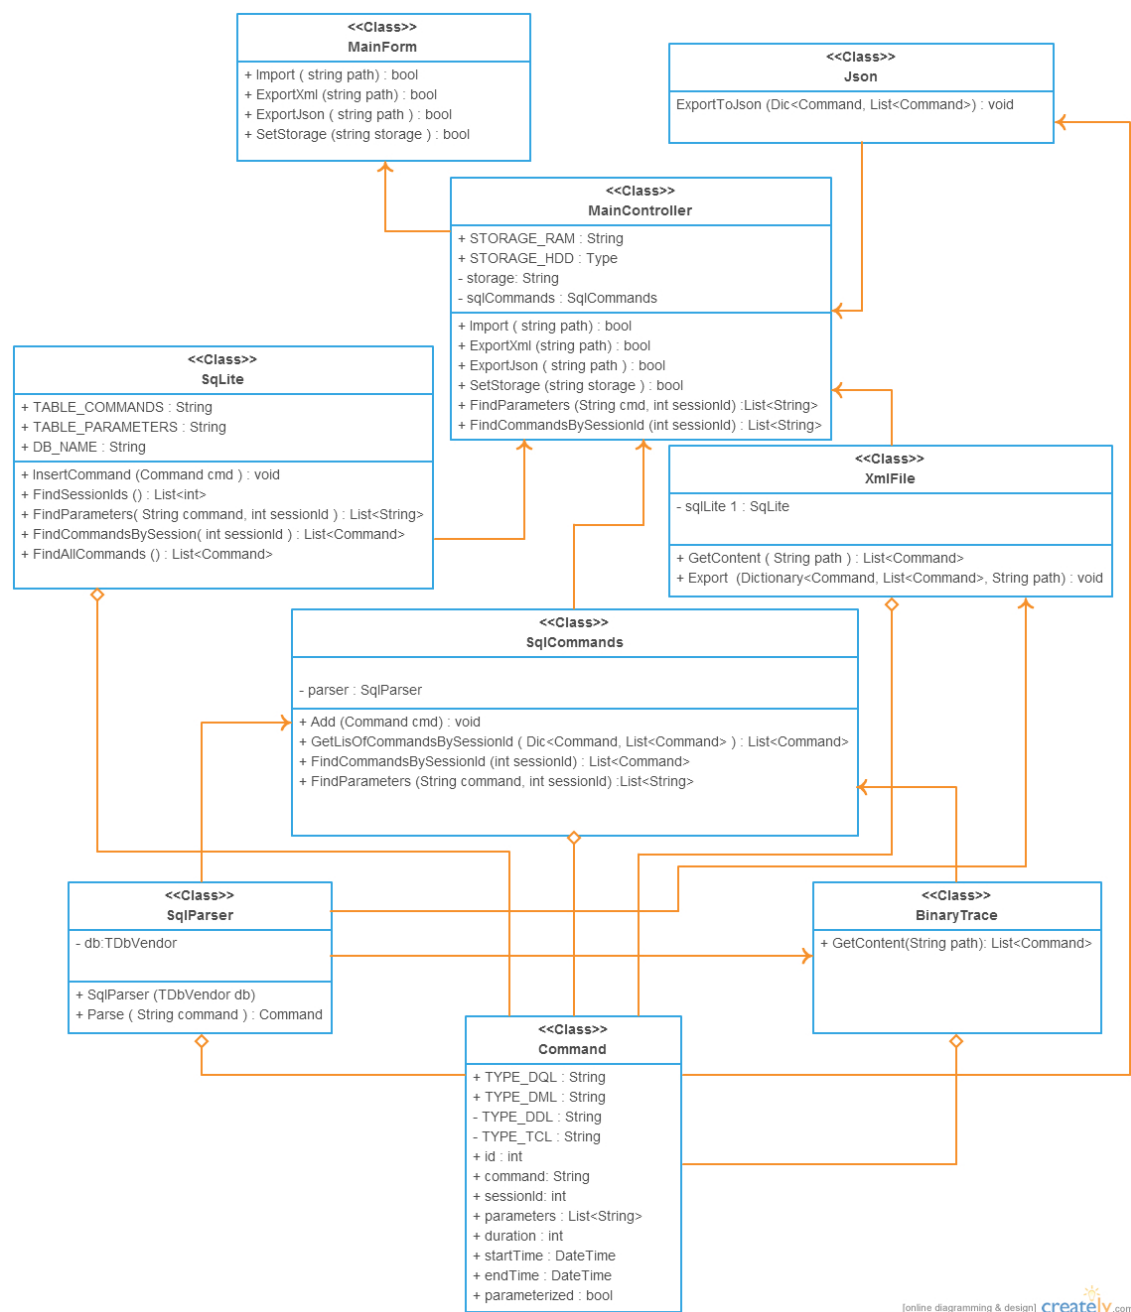 <<Class>>
MainForm
+ Import ( string path) : bool
+ ExportXml (string path) : bool
+ ExportJson ( string path ) : bool
+ SetStorage (string storage ) : bool
<<Class>>
Json
ExportToJson (Dic<Command, List<Command>) : void
<<Class>>
MainController
+ STORAGE_RAM : String
+ STORAGE_HDD : Type
- storage: String
- sqlCommands : SqlCommands
+ Import ( string path) : bool
+ ExportXml (string path) : bool
+ ExportJson ( string path ) : bool
+ SetStorage (string storage ) : bool
+ FindParameters (String cmd, int sessionId) :List<String>
+ FindCommandsBySessionId (int sessionId) : List<String>
<<Class>>
SqLite
+ TABLE_COMMANDS : String
+ TABLE_PARAMETERS : String
+ DB_NAME : String
+ InsertCommand (Command cmd ) : void
+ FindSessionIds () : List<int>
+ FindParameters( String command, int sessionId ) : List<String>
+ FindCommandsBySession( int sessionId ) : List<Command>
+ FindAllCommands () : List<Command>
<<Class>>
XmlFile
- sqlLite 1 : SqLite
+ GetContent ( String path ) : List<Command>
+ Export  (Dictionary<Command, List<Command>, String path) : void
<<Class>>
SqlCommands
- parser : SqlParser
+ Add (Command cmd) : void
+ GetLisOfCommandsBySessionId ( Dic<Command, List<Command> ) : List<Command>
+ FindCommandsBySessionId (int sessionId) : List<Command>
+ FindParameters (String command, int sessionId) :List<String>
<<Class>>
SqlParser
- db:TDbVendor
+ SqlParser (TDbVendor db)
+ Parse ( String command ) : Command
<<Class>>
BinaryTrace
+ GetContent(String path): List<Command>
<<Class>>
Command
+ TYPE_DQL : String
+ TYPE_DML : String
- TYPE_DDL : String
- TYPE_TCL : String
+ id : int
+ command: String
+ sessionId: int
+ parameters : List<String>
+ duration : int
+ startTime : DateTime
+ endTime : DateTime
+ parameterized : bool
[online diagramming & design] creately.com